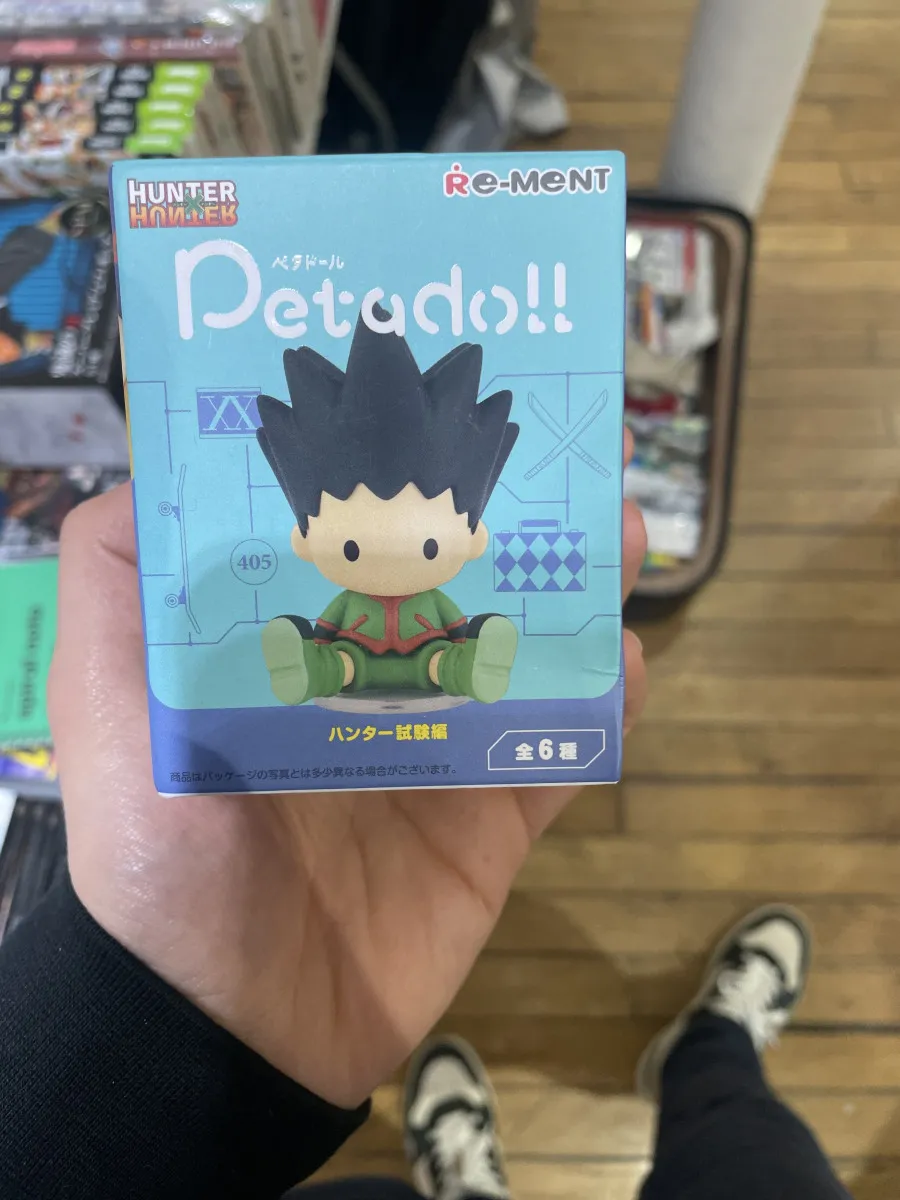 HUNTER
HUNTER
Re-MENT
ペタドール
Petado!!
XX
405
ハンター試験編
全6種
商品はパッケージの写真とは多少異なる場合がございます。